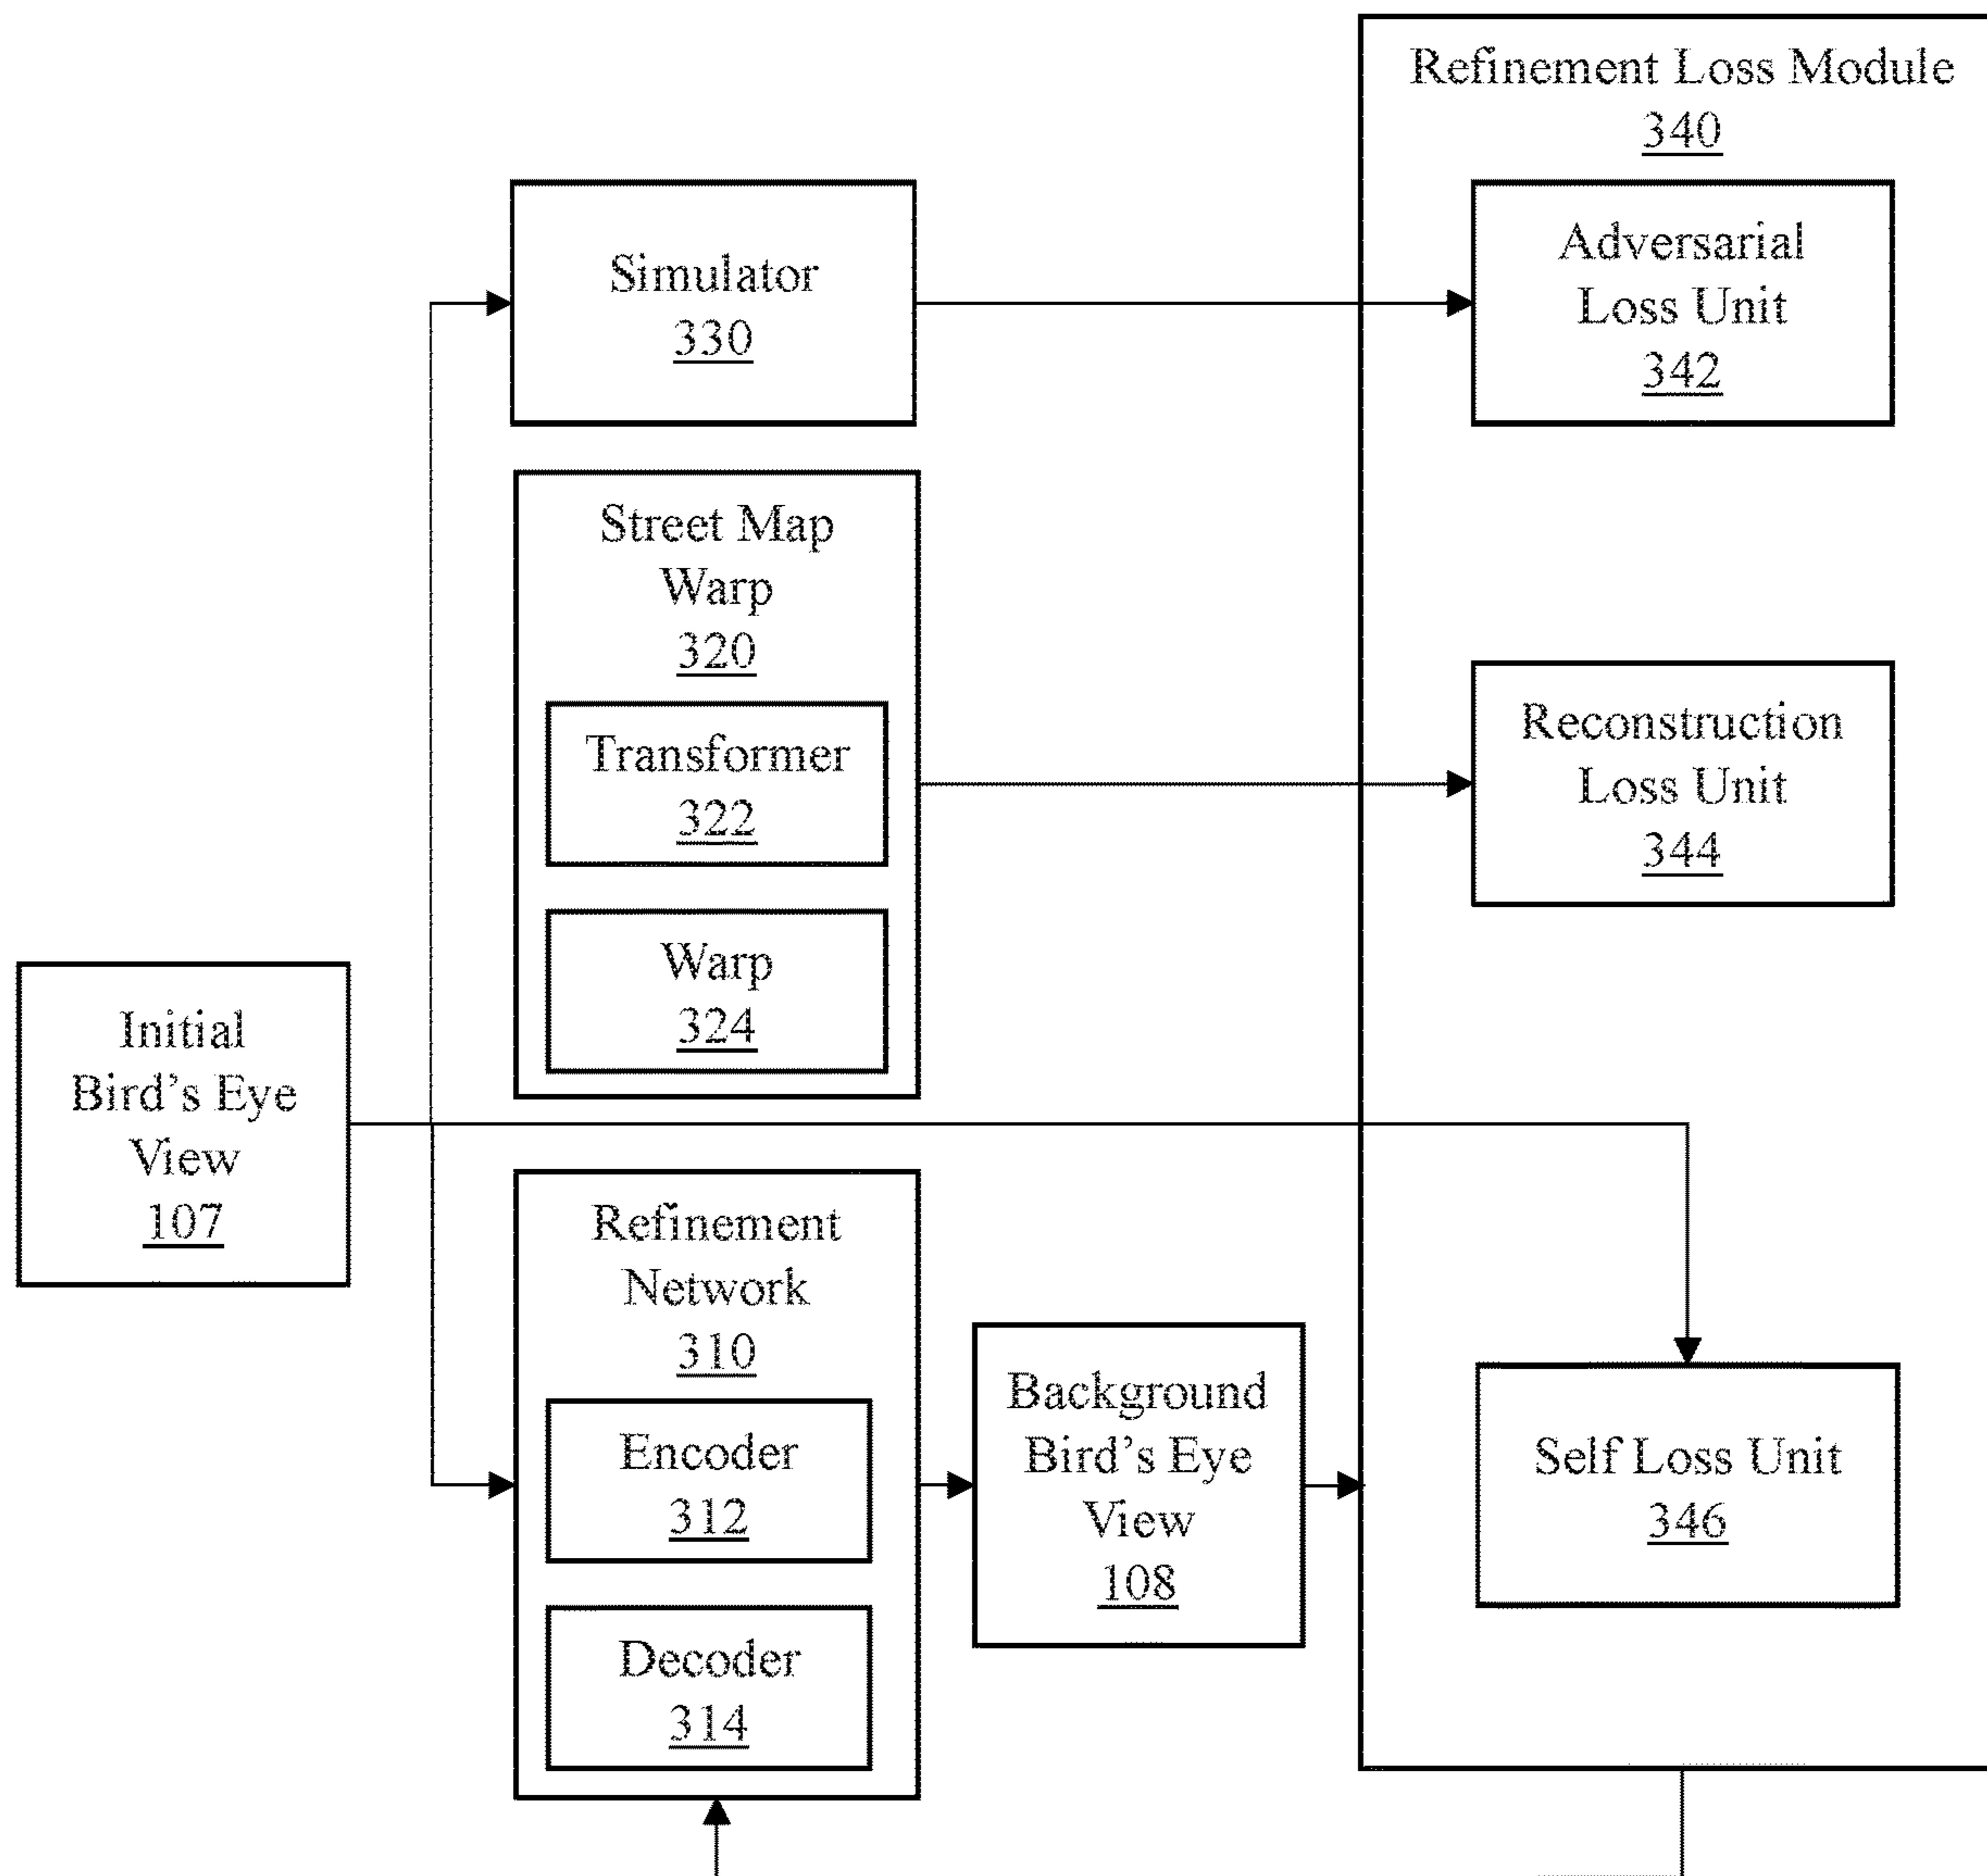 Refinement Loss Module
340
Simulator
330
Adversarial
Loss Unit
342
Street Map
Warp
320
Transformer
322
Warp
324
Reconstruction
Loss Unit
344
Initial
Bird's Eye
View
107
Refinement
Network
310
Encoder
312
Decoder
314
Background
Bird's Eye
View
108
Self Loss Unit
346